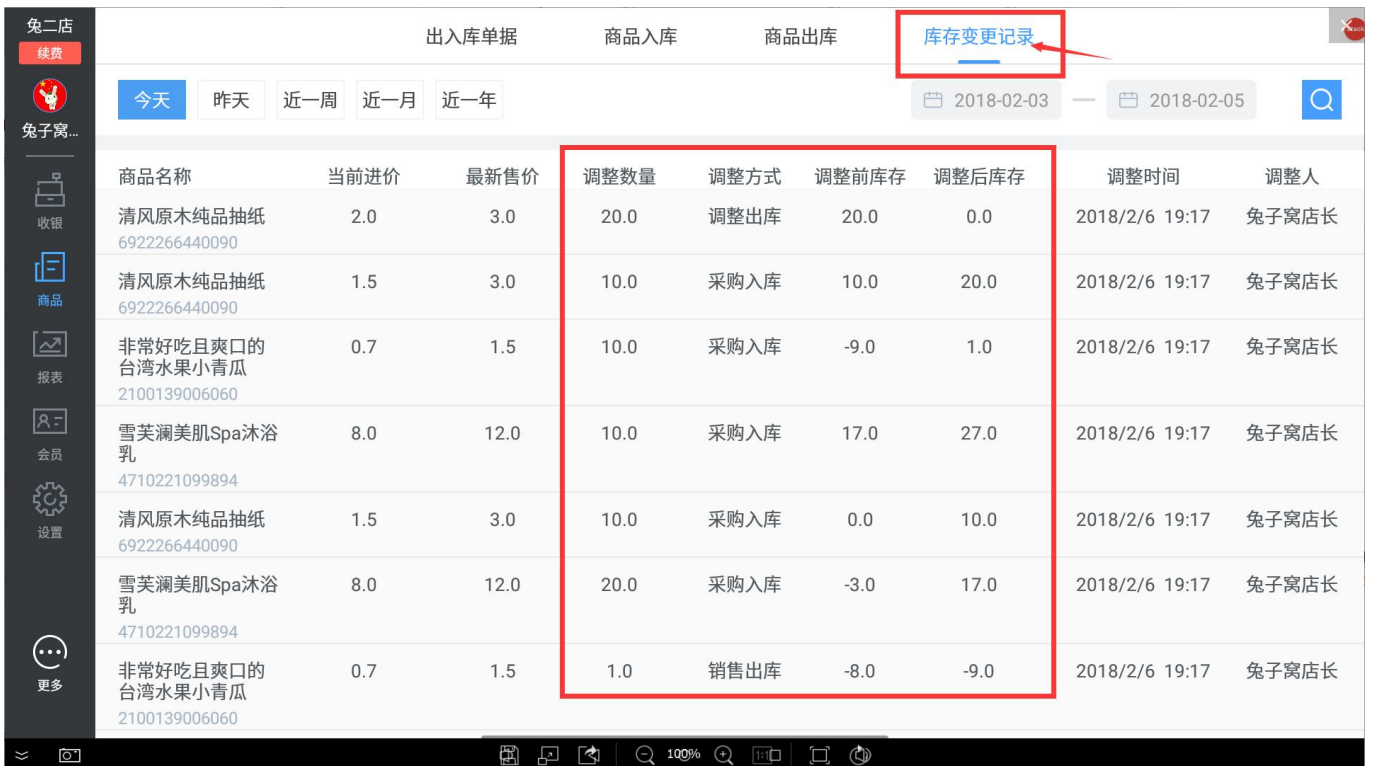 兔二店
续费
兔子窝...
收银
商品
报表
会员
设置
更多
出入库单据 商品入库 商品出库 库存变更记录
今天 昨天 近一周 近一月 近一年 2018-02-03 — 2018-02-05
商品名称 当前进价 最新售价 调整数量 调整方式 调整前库存 调整后库存 调整时间 调整人
清风原木纯品抽纸 2.0 3.0 20.0 调整出库 20.0 0.0 2018/2/6 19:17 兔子窝店长
6922266440090
清风原木纯品抽纸 1.5 3.0 10.0 采购入库 10.0 20.0 2018/2/6 19:17 兔子窝店长
6922266440090
非常好吃且爽口的 0.7 1.5 10.0 采购入库 -9.0 1.0 2018/2/6 19:17 兔子窝店长
台湾水果小青瓜
2100139006060
雪芙澜美肌Spa沐浴 8.0 12.0 10.0 采购入库 17.0 27.0 2018/2/6 19:17 兔子窝店长
乳
4710221099894
清风原木纯品抽纸 1.5 3.0 10.0 采购入库 0.0 10.0 2018/2/6 19:17 兔子窝店长
6922266440090
雪芙澜美肌Spa沐浴 8.0 12.0 20.0 采购入库 -3.0 17.0 2018/2/6 19:17 兔子窝店长
乳
4710221099894
非常好吃且爽口的 0.7 1.5 1.0 销售出库 -8.0 -9.0 2018/2/6 19:17 兔子窝店长
台湾水果小青瓜
2100139006060
100% 1:1